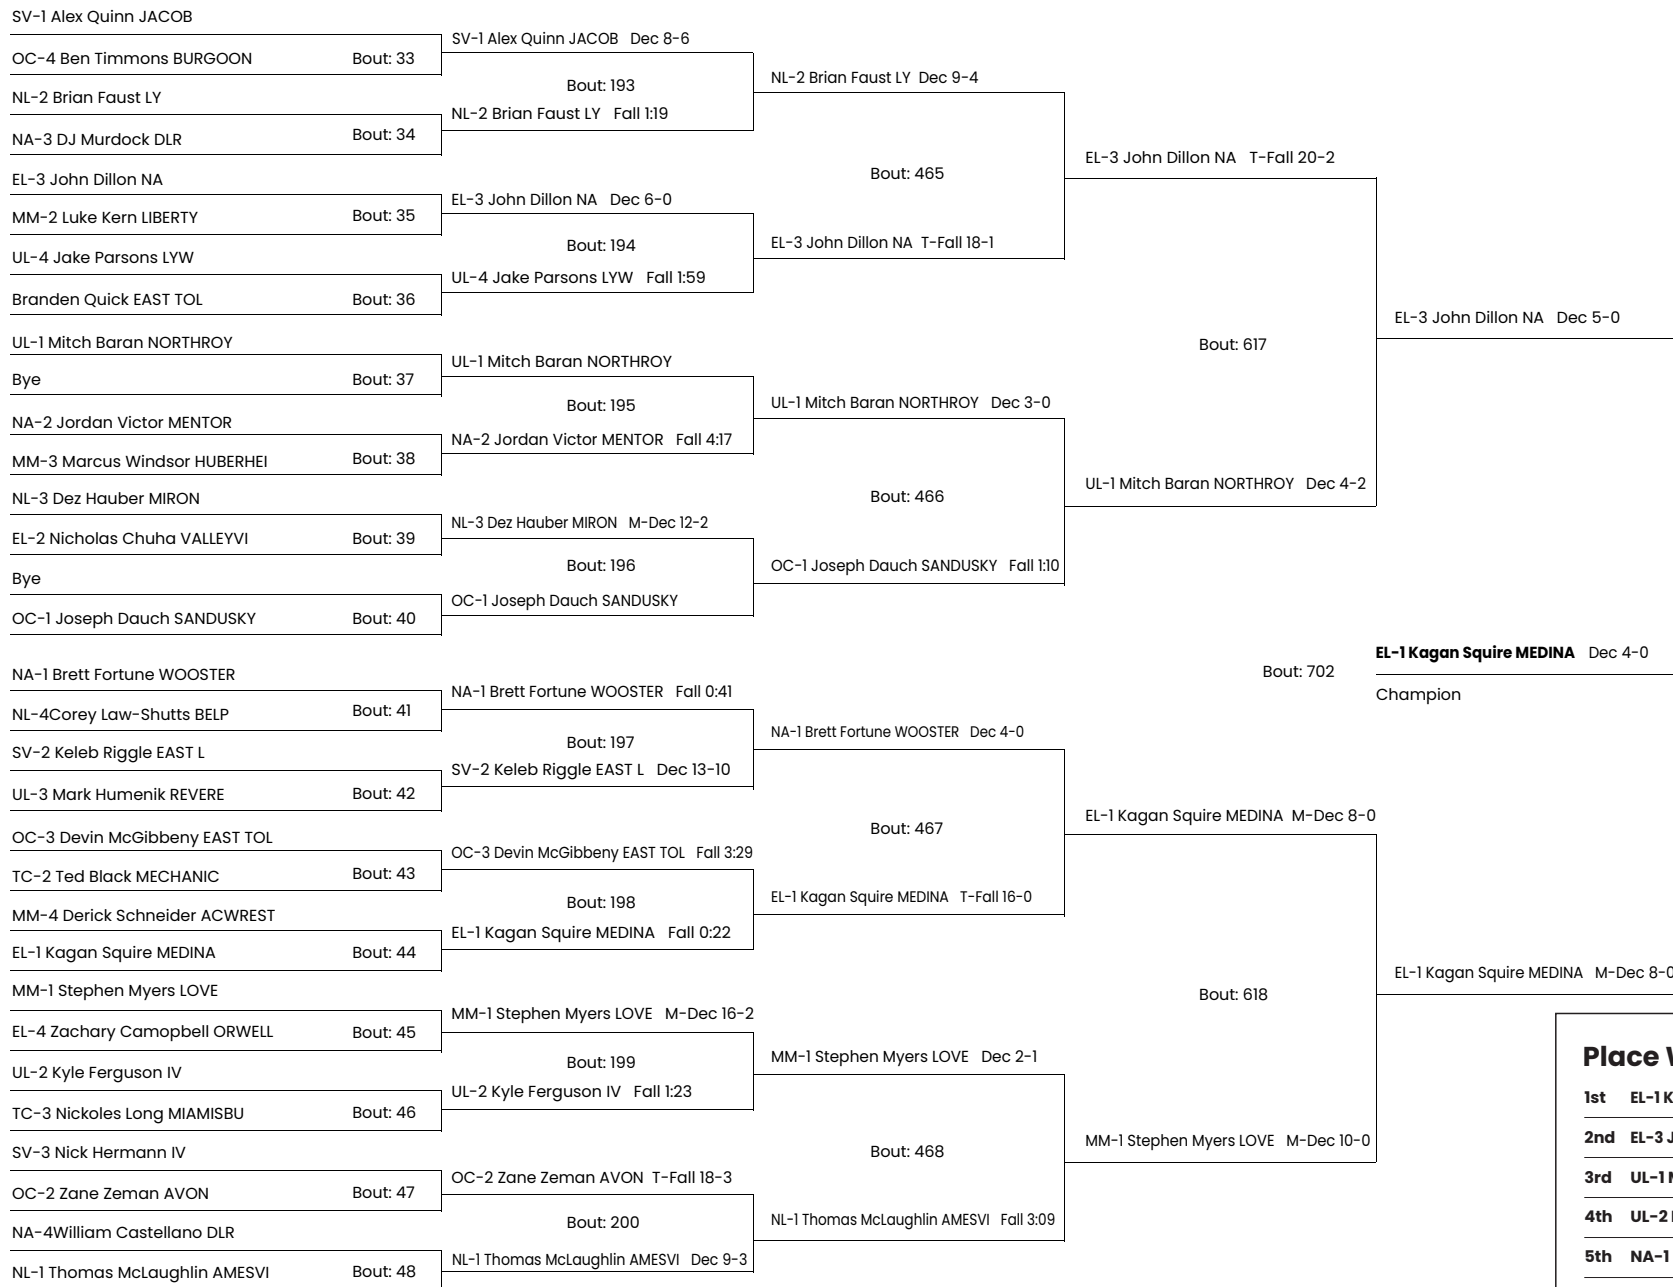 SV-1 Alex Quinn JACOB
OC-4 Ben Timmons BURGOON Bout: 33
NL-2 Brian Faust LY
NA-3 DJ Murdock DLR Bout: 34
EL-3 John Dillon NA
MM-2 Luke Kern LIBERTY Bout: 35
UL-4 Jake Parsons LYW
Branden Quick EAST TOL Bout: 36
UL-1 Mitch Baran NORTHROY
Bye Bout: 37
NA-2 Jordan Victor MENTOR
MM-3 Marcus Windsor HUBERHEI Bout: 38
NL-3 Dez Hauber MIRON
EL-2 Nicholas Chuha VALLEYVI Bout: 39
Bye
OC-1 Joseph Dauch SANDUSKY Bout: 40
NA-1 Brett Fortune WOOSTER
NL-4Corey Law-Shutts BELP Bout: 41
SV-2 Keleb Riggle EAST L
UL-3 Mark Humenik REVERE Bout: 42
OC-3 Devin McGibbeny EAST TOL
TC-2 Ted Black MECHANIC Bout: 43
MM-4 Derick Schneider ACWREST
EL-1 Kagan Squire MEDINA Bout: 44
MM-1 Stephen Myers LOVE
EL-4 Zachary Camopbell ORWELL Bout: 45
UL-2 Kyle Ferguson IV
TC-3 Nickoles Long MIAMISBU Bout: 46
SV-3 Nick Hermann IV
OC-2 Zane Zeman AVON Bout: 47
NA-4William Castellano DLR
NL-1 Thomas McLaughlin AMESVI Bout: 48
SV-1 Alex Quinn JACOB Dec 8-6
Bout: 193
NL-2 Brian Faust LY Fall 1:19
EL-3 John Dillon NA Dec 6-0
Bout: 194
UL-4 Jake Parsons LYW Fall 1:59
UL-1 Mitch Baran NORTHROY
Bout: 195
NA-2 Jordan Victor MENTOR Fall 4:17
NL-3 Dez Hauber MIRON M-Dec 12-2
Bout: 196
OC-1 Joseph Dauch SANDUSKY
NA-1 Brett Fortune WOOSTER Fall 0:41
Bout: 197
SV-2 Keleb Riggle EAST L Dec 13-10
OC-3 Devin McGibbeny EAST TOL Fall 3:29
Bout: 198
EL-1 Kagan Squire MEDINA Fall 0:22
MM-1 Stephen Myers LOVE M-Dec 16-2
Bout: 199
UL-2 Kyle Ferguson IV Fall 1:23
OC-2 Zane Zeman AVON T-Fall 18-3
Bout: 200
NL-1 Thomas McLaughlin AMESVI Dec 9-3
NL-2 Brian Faust LY Dec 9-4
Bout: 465
EL-3 John Dillon NA T-Fall 18-1
UL-1 Mitch Baran NORTHROY Dec 3-0
Bout: 466
OC-1 Joseph Dauch SANDUSKY Fall 1:10
NA-1 Brett Fortune WOOSTER Dec 4-0
Bout: 467
EL-1 Kagan Squire MEDINA T-Fall 16-0
MM-1 Stephen Myers LOVE Dec 2-1
Bout: 468
NL-1 Thomas McLaughlin AMESVI Fall 3:09
EL-3 John Dillon NA T-Fall 20-2
Bout: 617
UL-1 Mitch Baran NORTHROY Dec 4-2
EL-1 Kagan Squire MEDINA M-Dec 8-0
Bout: 618
MM-1 Stephen Myers LOVE M-Dec 10-0
EL-3 John Dillon NA Dec 5-0
Bout: 702
EL-1 Kagan Squire MEDINA Dec 4-0
Champion
EL-1 Kagan Squire MEDINA M-Dec 8-0
Place
1st EL-1 K
2nd EL-3 J
3rd UL-1
4th UL-2
5th NA-1